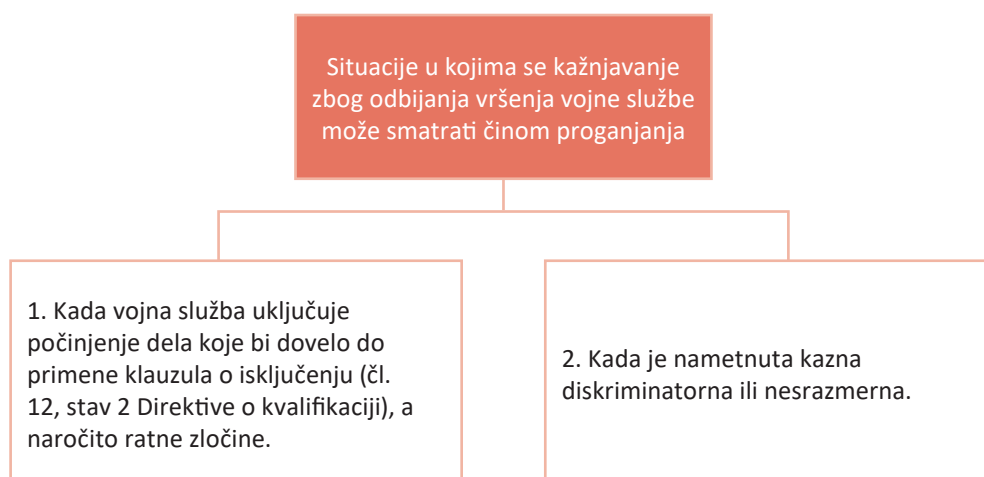 Situacije u kojima se kažnjavanje
zbog odbijanja vršenja vojne službe
može smatrati činom proganjanja
1. Kada vojna služba uključuje
počinjenje dela koje bi dovelo do
primene klauzula o isključenju (čl.
12, stav 2 Direktive o kvalifikaciji), a
naročito ratne zločine.
2. Kada je nametnuta kazna
diskriminatorna ili nesrazmerna.